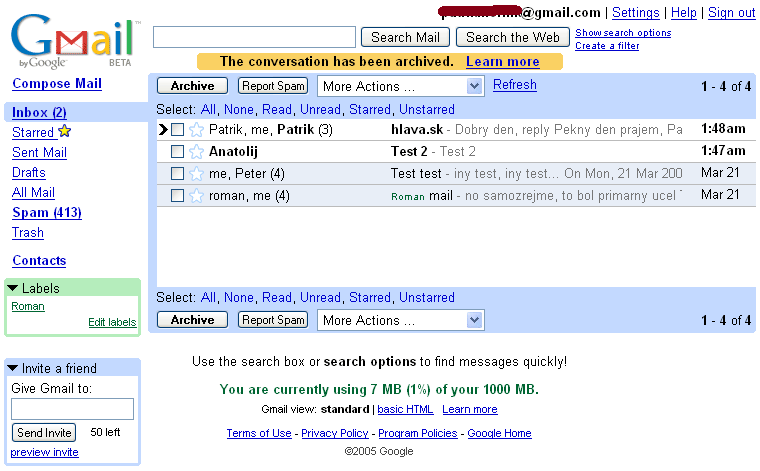 @gmail.com | Settings | Help | Sign out
Gmail
by Google BETA
Search Mail Search the Web Show search options
Create a filter
The conversation has been archived. Learn more
Compose Mail
Archive Report Spam More Actions ... Refresh 1 - 4 of 4
Select: All, None, Read, Unread, Starred, Unstarred
Inbox (2)
Starred
Sent Mail
Drafts
All Mail
Spam (413)
Trash
Contacts
Patrik, me, Patrik (3) hlava.sk - Dobry den, reply Pekny den prajem, Pa 1:48am
Anatolij Test 2 - Test 2 1:47am
me, Peter (4) Test test - iny test, iny test... On Mon, 21 Mar 200 Mar 21
roman, me (4) Roman mail - no samozrejme, to bol primarny ucel Mar 21
Labels
Roman
Edit labels
Select: All, None, Read, Unread, Starred, Unstarred
Archive Report Spam More Actions ... 1 - 4 of 4
Invite a friend
Give Gmail to:
Send Invite 50 left
preview invite
Use the search box or search options to find messages quickly!
You are currently using 7 MB (1%) of your 1000 MB.
Gmail view: standard | basic HTML Learn more
Terms of Use - Privacy Policy - Program Policies - Google Home
©2005 Google